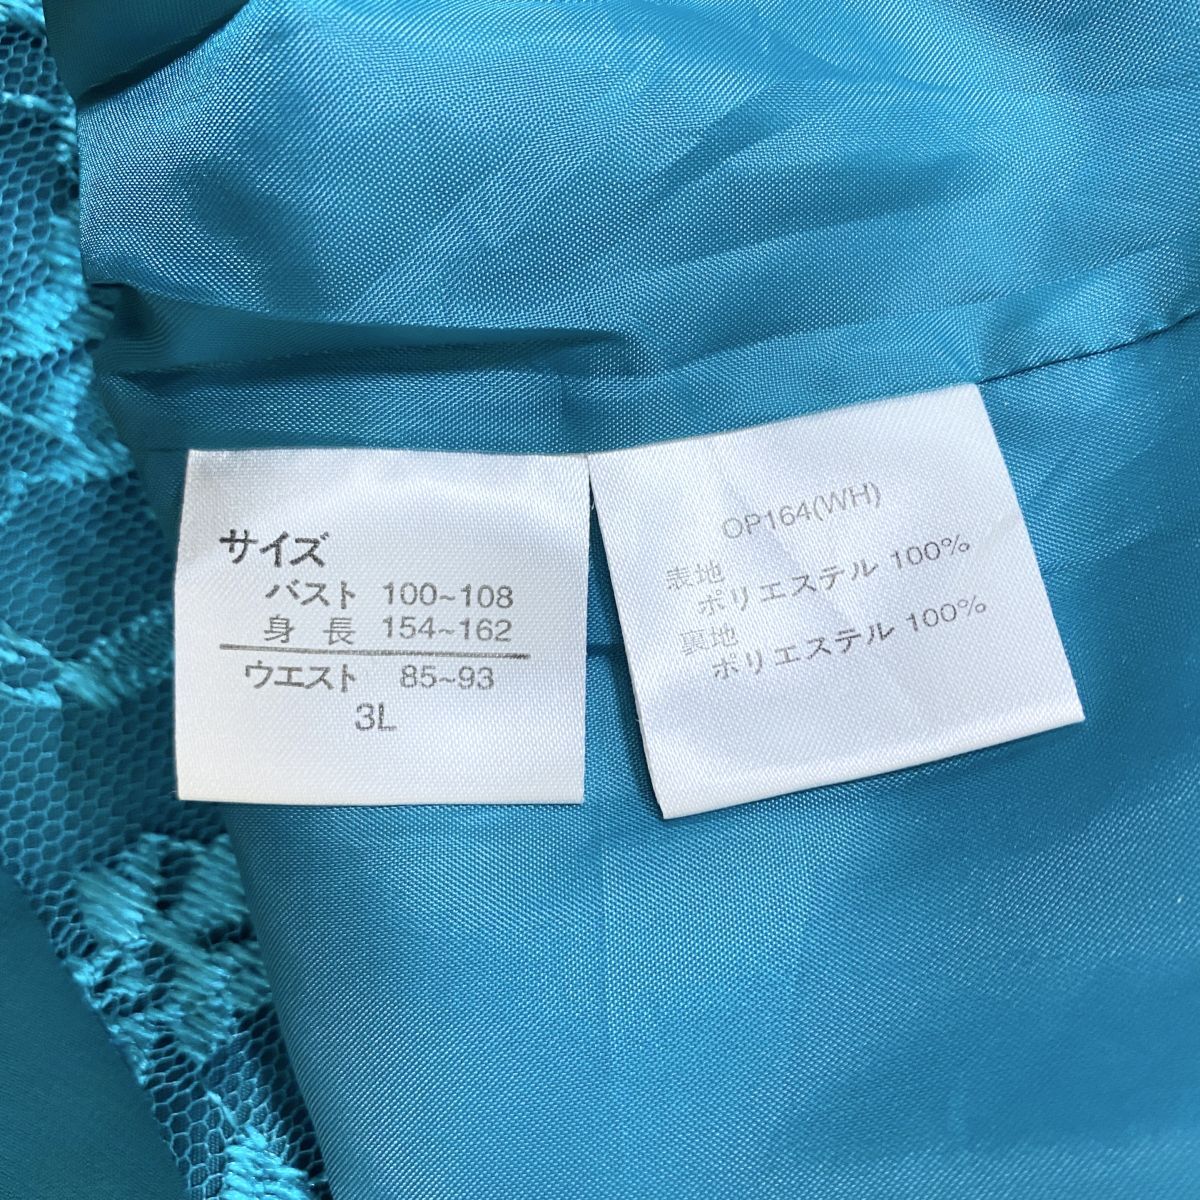 サイズ
バスト 100~108
身長 154~162
ウエスト 85~93
3L
OP164(WH)
表地
ポリエステル 100%
裏地
ポリエステル 100%